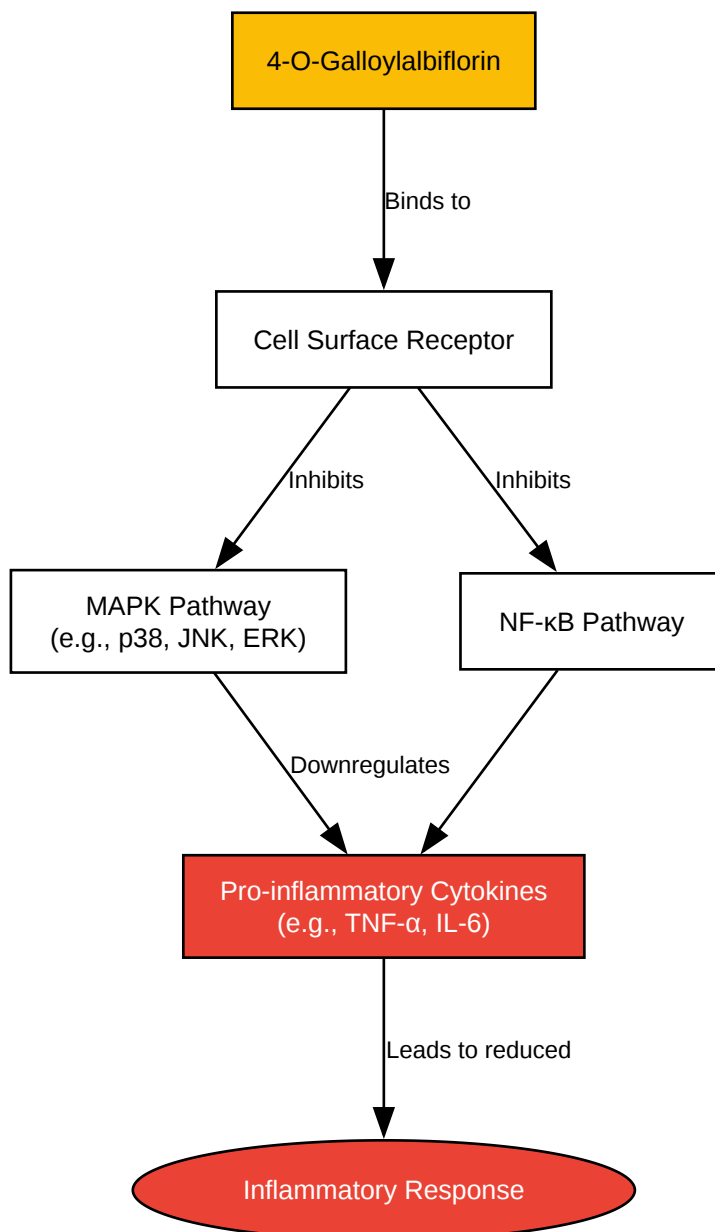 4-O-Galloylalbiflorin
Binds to
Cell Surface Receptor
Inhibits
Inhibits
MAPK Pathway
(e.g., p38, JNK, ERK)
NF-κB Pathway
Downregulates
Pro-inflammatory Cytokines
(e.g., TNF-α, IL-6)
Leads to reduced
Inflammatory Response